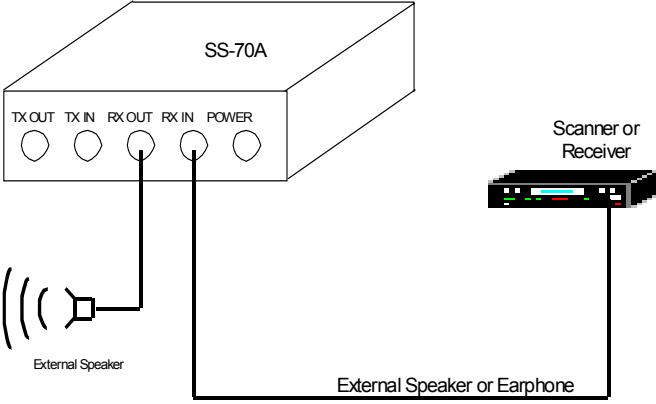 SS-70A
TX OUT TX IN RX OUT RX IN POWER
Scanner or
Receiver
External Speaker
External Speaker or Earphone